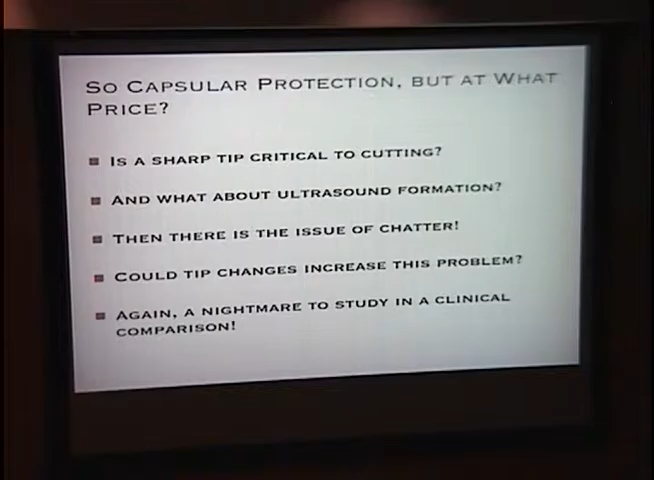 So Capsular Protection, but at What
Price?
Is a sharp tip critical to cutting?
And what about ultrasound formation?
Then there is the issue of chatter!
Could tip changes increase this problem?
Again, a nightmare to study in a clinical
comparison!